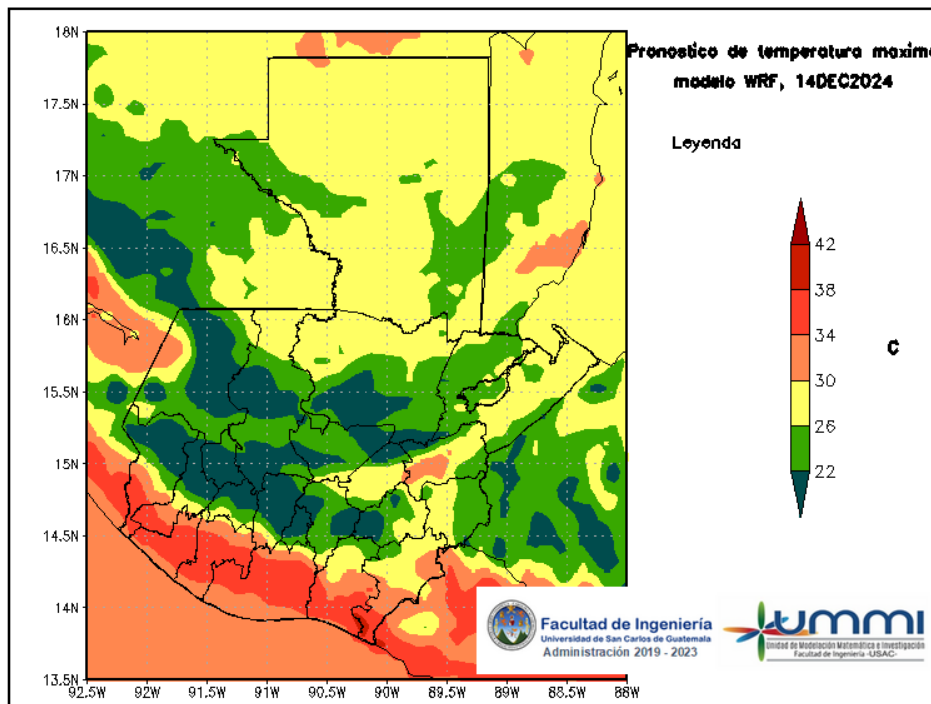 Pronostico de temperatura maxima
modelo WRF, 14DEC2024
Leyenda
18N
17.5N
17N
16.5N
16N
15.5N
15N
14.5N
14N
13.5N
92.5W 92W 91.5W 91W 90.5W 90W 89.5W 89W 88.5W 88W
42
38
34
30
26
22
C
Facultad de Ingeniería
Universidad de San Carlos de Guatemala
Administración 2019 - 2023
UMMI
Unidad de Modelación Matemática e Investigación
Facultad de Ingeniería -USAC-